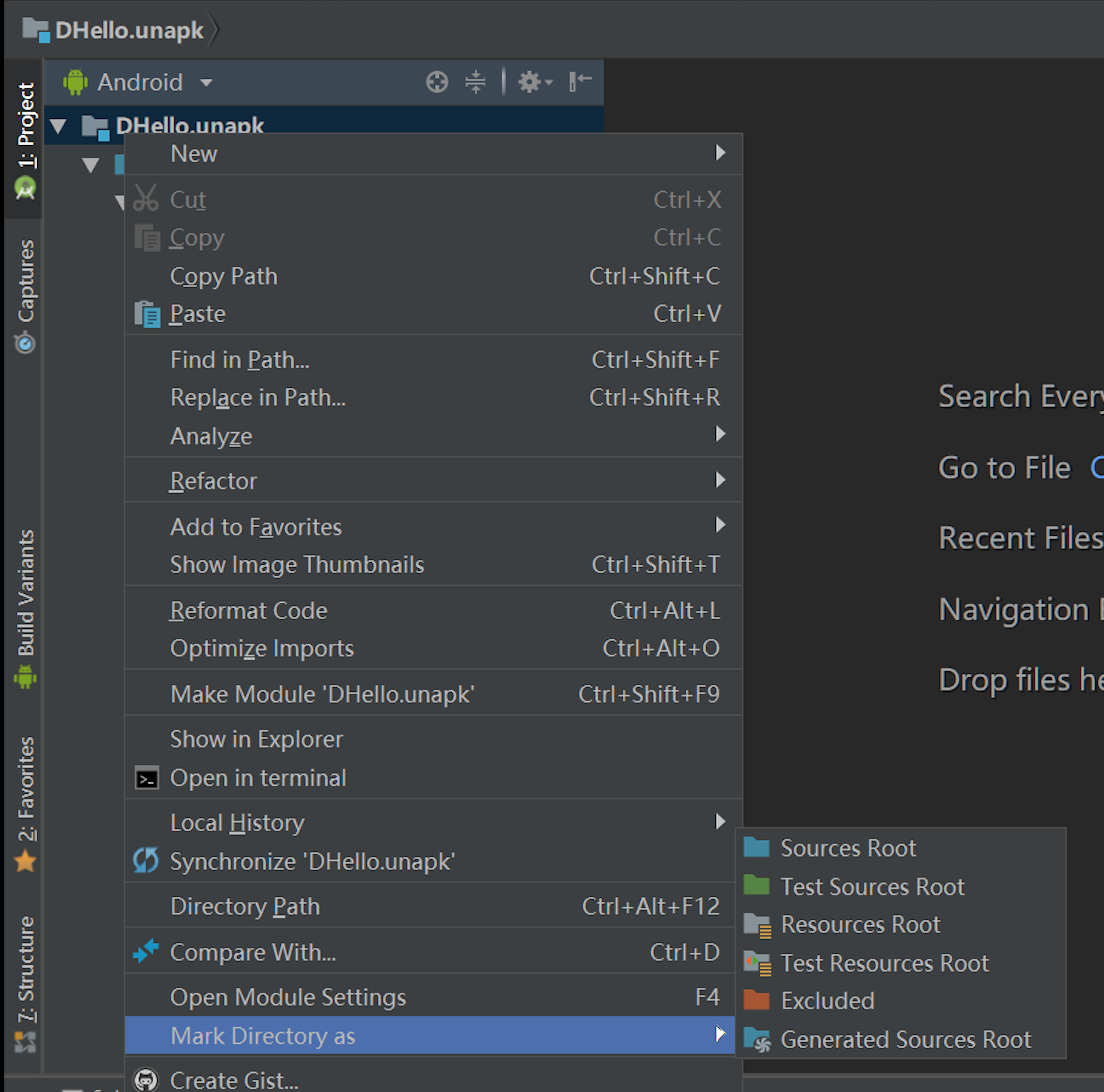 DHello.unapk
Android
DHello.unapk
1: Project
Captures
Build Variants
2: Favorites
7: Structure
New
Cut Ctrl+X
Copy Ctrl+C
Copy Path Ctrl+Shift+C
Paste Ctrl+V
Find in Path... Ctrl+Shift+F
Replace in Path... Ctrl+Shift+R
Analyze
Refactor
Add to Favorites
Show Image Thumbnails Ctrl+Shift+T
Reformat Code Ctrl+Alt+L
Optimize Imports Ctrl+Alt+O
Make Module 'DHello.unapk' Ctrl+Shift+F9
Show in Explorer
Open in terminal
Local History
Synchronize 'DHello.unapk'
Directory Path Ctrl+Alt+F12
Compare With... Ctrl+D
Open Module Settings F4
Mark Directory as
Create Gist...
Sources Root
Test Sources Root
Resources Root
Test Resources Root
Excluded
Generated Sources Root
Search Every
Go to File
Recent Files
Navigation
Drop files he